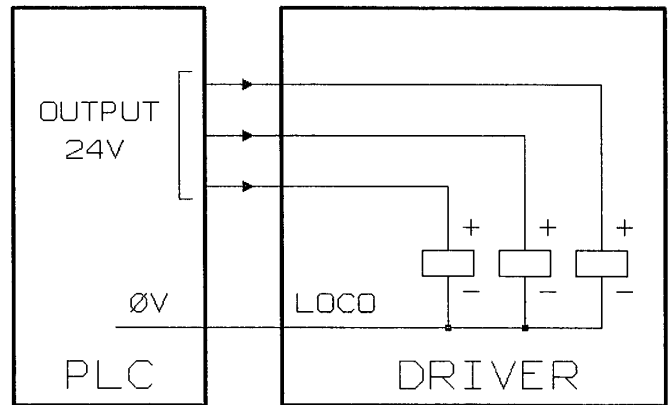 OUTPUT
24V
+ + +
− − −
ØV LOCO
PLC DRIVER